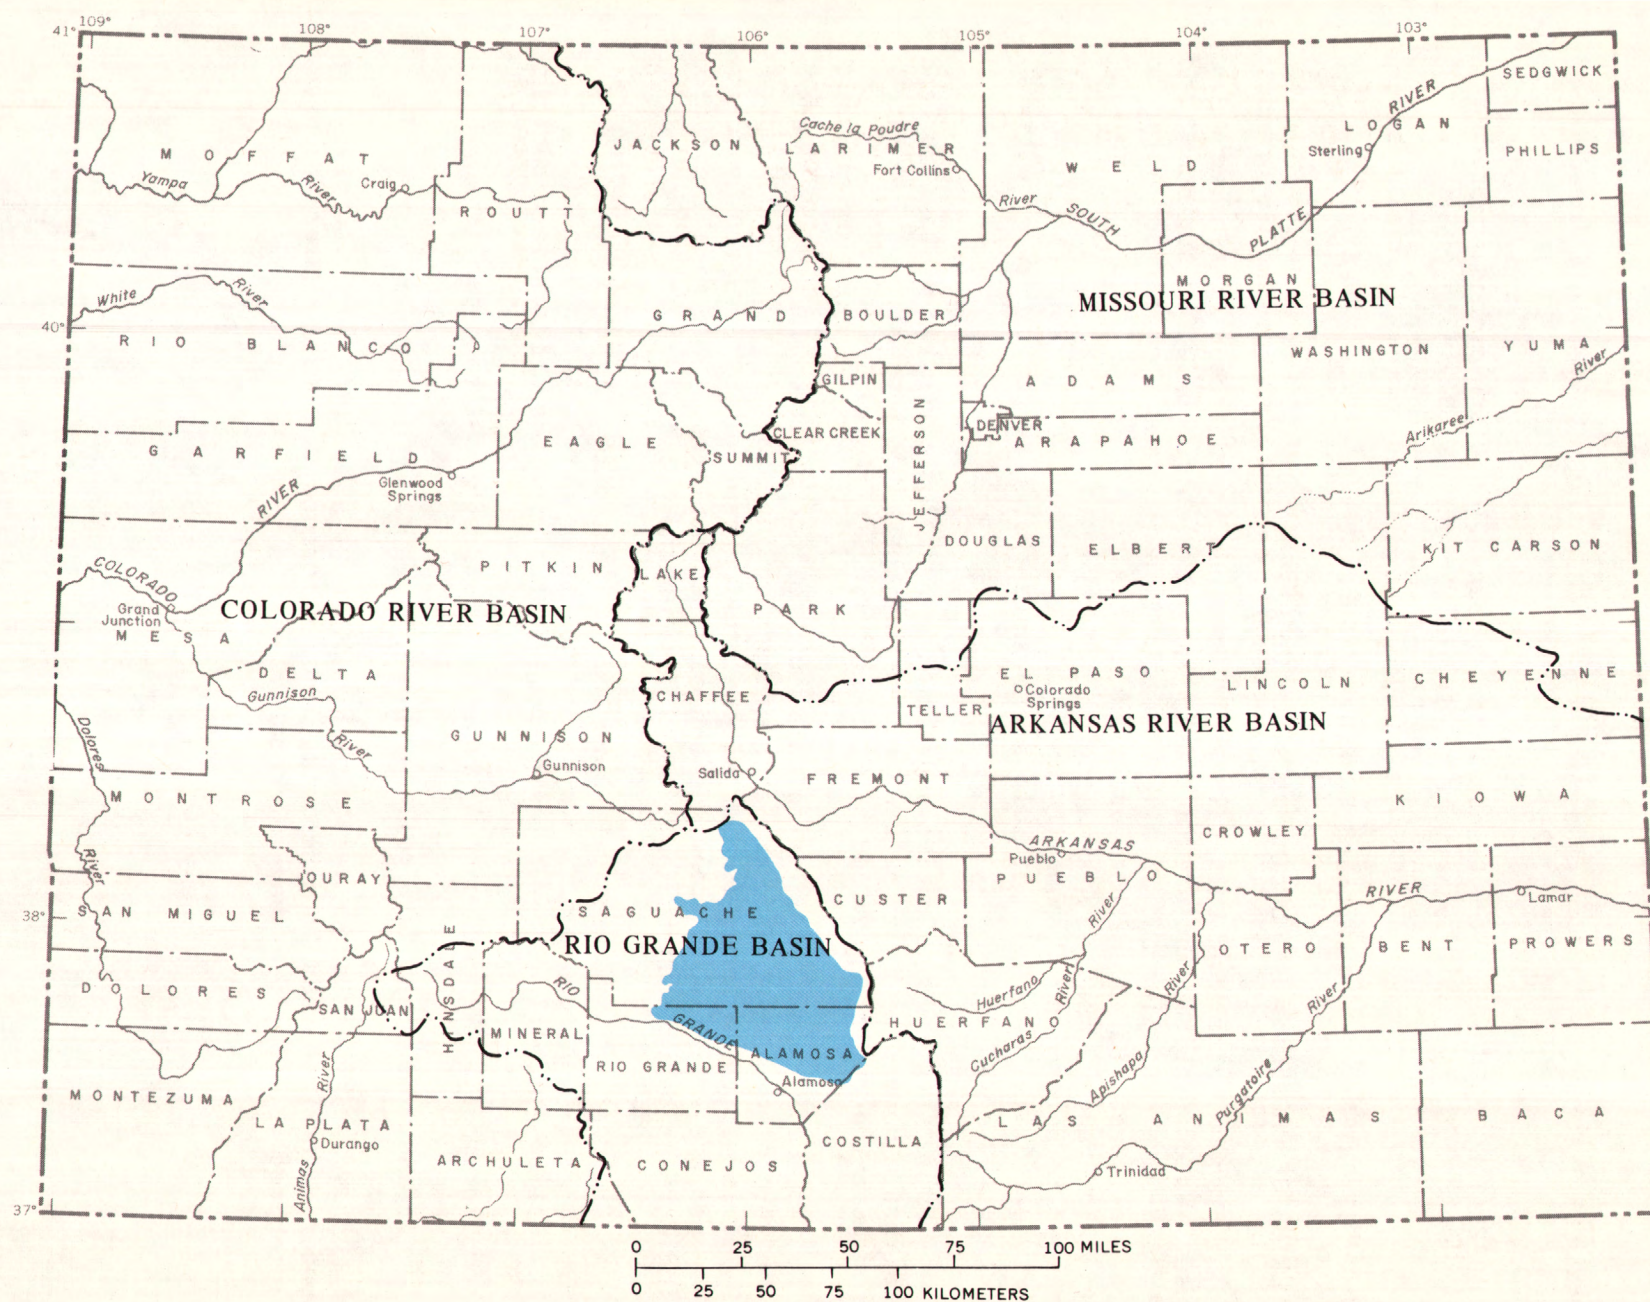 109°
108°
107°
106°
105°
104°
103°
41°
SEDGWICK
RIVER
LOGAN
Cache la Poudre
JACKSON
LARIMER
Sterling
PHILLIPS
MOFFAT
WELD
Fort Collins
Yampa
River
Craig
River
SOUTH
PLATTE
ROUTT
MORGAN
White
River
MISSOURI RIVER BASIN
GRAND
BOULDER
40°
RIO BLANCO
WASHINGTON
YUMA
River
GILPIN
ADAMS
JEFFERSON
DENVER
Arikaree
CLEAR CREEK
ARAPAHOE
EAGLE
GARFIELD
SUMMIT
Glenwood
Springs
RIVER
DOUGLAS
ELBERT
KIT CARSON
COLORADO
PITKIN
LAKE
PARK
Grand
Junction
COLORADO RIVER BASIN
MESA
DELTA
EL PASO
LINCOLN
CHEYENNE
Gunnison
CHAFFEE
Colorado
Springs
TELLER
ARKANSAS RIVER BASIN
Dolores
River
GUNNISON
Gunnison
Salida
FREMONT
MONTROSE
KIOWA
CROWLEY
ARKANSAS
Pueblo
River
OURAY
PUEBLO
RIVER
Lamar
CUSTER
38°
SAN MIGUEL
SAGUACHE
River
RIO GRANDE BASIN
OTERO
BENT
PROWERS
HINSDALE
DOLORES
RIO
Huerfano
River
River
River
SAN JUAN
GRANDE
HUERFANO
MINERAL
ALAMOSA
Cucharas
RIO GRANDE
Alamosa
Apishapa
Purgatoire
River
MONTEZUMA
LA PLATA
LAS ANIMAS
BACA
Durango
COSTILLA
Animas
ARCHULETA
CONEJOS
Trinidad
37°
0 25 50 75 100 MILES
0 25 50 75 100 KILOMETERS